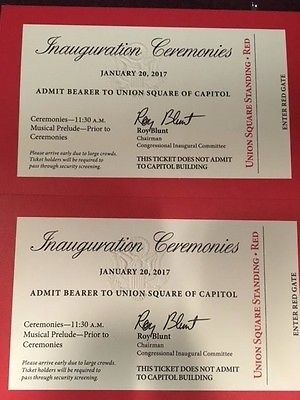 Inauguration Ceremonies
JANUARY 20, 2017
ADMIT BEARER TO UNION SQUARE OF CAPITOL
Ceremonies—11:30 A.M.
Musical Prelude—Prior to
Ceremonies
Please arrive early due to large crowds.
Ticket holders will be required to
pass through security screening.
Roy Blunt
Roy Blunt
Chairman
Congressional Inaugural Committee
THIS TICKET DOES NOT ADMIT
TO CAPITOL BUILDING
UNION SQUARE STANDING • RED
ENTER RED GATE
Inauguration Ceremonies
JANUARY 20, 2017
ADMIT BEARER TO UNION SQUARE OF CAPITOL
Ceremonies—11:30 A.M.
Musical Prelude—Prior to
Ceremonies
Please arrive early due to large crowds.
Ticket holders will be required to
pass through security screening.
Roy Blunt
Roy Blunt
Chairman
Congressional Inaugural Committee
THIS TICKET DOES NOT ADMIT
TO CAPITOL BUILDING
UNION SQUARE STANDING • RED
ENTER RED GATE